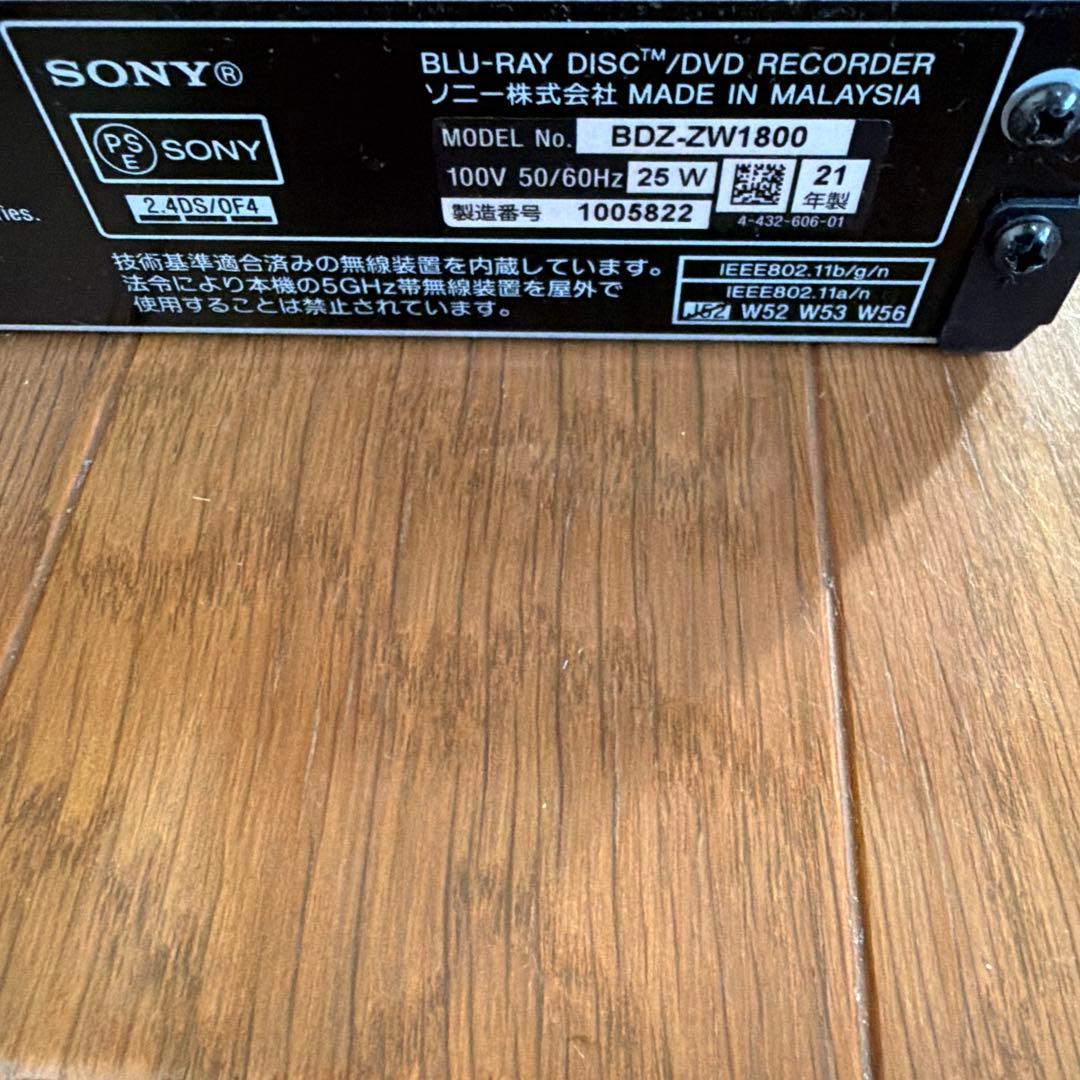 SONY®
BLU-RAY DISC™/DVD RECORDER
ソニー株式会社 MADE IN MALAYSIA
PSE SONY
MODEL No. BDZ-ZW1800
100V 50/60Hz 25 W
21年製
2.4DS/OF4
製造番号 1005822
4-432-606-01
技術基準適合済みの無線装置を内蔵しています。
法令により本機の5GHz帯無線装置を屋外で
使用することは禁止されています。
IEEE802.11b/g/n
IEEE802.11a/n
J52 W52 W53 W56